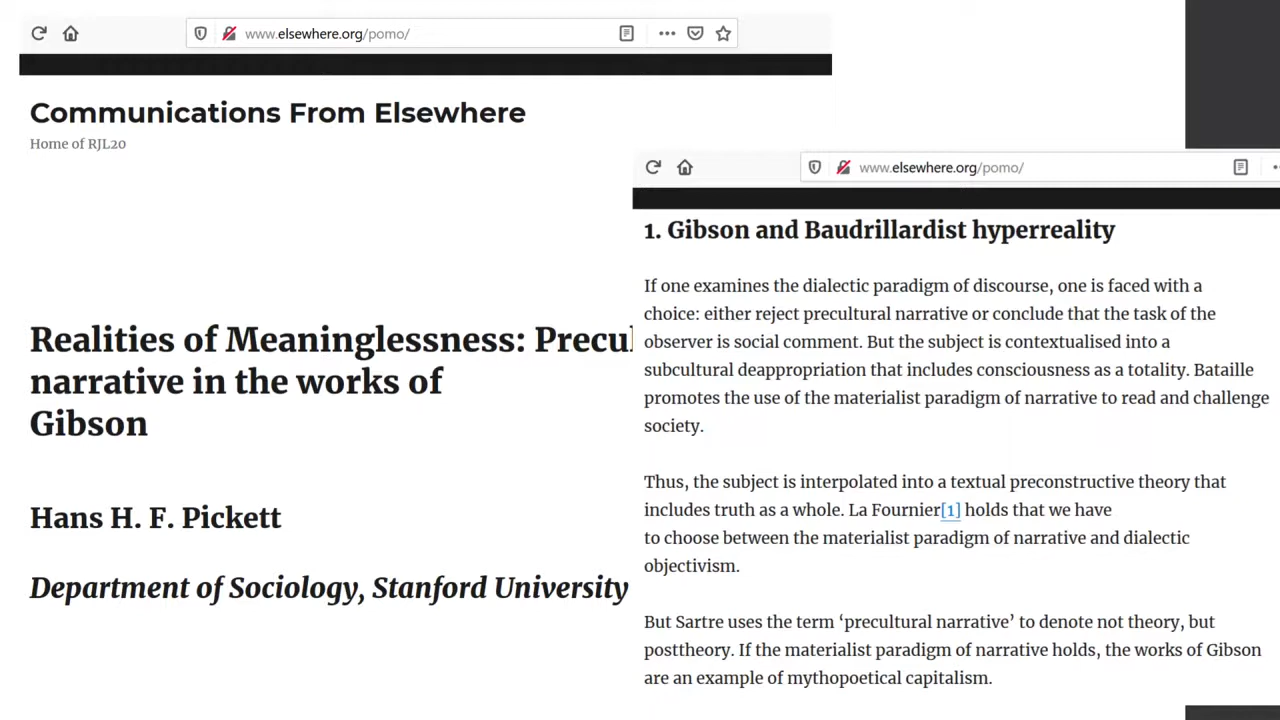 www.elsewhere.org/pomo/
Communications From Elsewhere
Home of RJL20
Realities of Meaninglessness: Precul
narrative in the works of
Gibson
Hans H. F. Pickett
Department of Sociology, Stanford University
www.elsewhere.org/pomo/
1. Gibson and Baudrillardist hyperreality
If one examines the dialectic paradigm of discourse, one is faced with a
choice: either reject precultural narrative or conclude that the task of the
observer is social comment. But the subject is contextualised into a
subcultural deappropriation that includes consciousness as a totality. Bataille
promotes the use of the materialist paradigm of narrative to read and challenge
society.
Thus, the subject is interpolated into a textual preconstructive theory that
includes truth as a whole. La Fournier[1] holds that we have
to choose between the materialist paradigm of narrative and dialectic
objectivism.
But Sartre uses the term ‘precultural narrative’ to denote not theory, but
posttheory. If the materialist paradigm of narrative holds, the works of Gibson
are an example of mythopoetical capitalism.